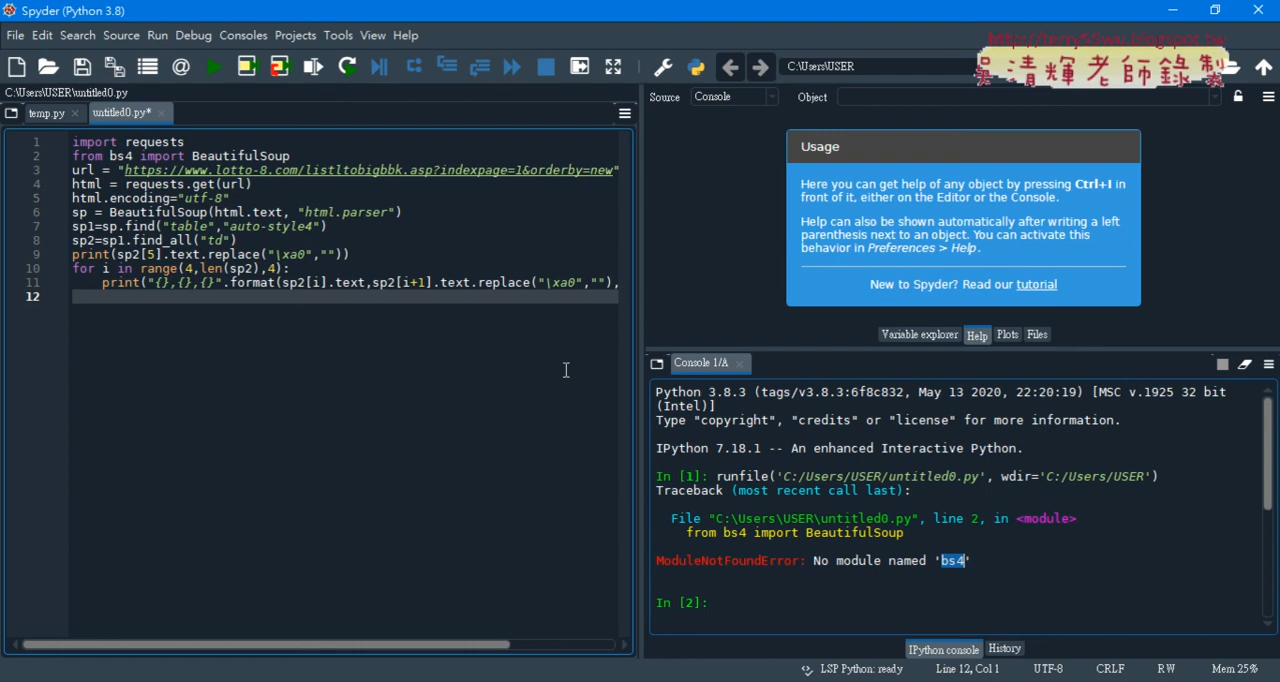 Spyder (Python 3.8)
File Edit Search Source Run Debug Consoles Projects Tools View Help
http://terry55wu.blogspot.tw
吳清輝老師錄製
C:\Users\USER
C:\Users\USER\untitled0.py
Source Console Object
temp.py untitled0.py*
1 import requests
2 from bs4 import BeautifulSoup
3 url = "https://www.lotto-8.com/listltobigbbk.asp?indexpage=1&orderby=new"
4 html = requests.get(url)
5 html.encoding="utf-8"
6 sp = BeautifulSoup(html.text, "html.parser")
7 sp1=sp.find("table","auto-style4")
8 sp2=sp1.find_all("td")
9 print(sp2[5].text.replace("\xa0",""))
10 for i in range(4,len(sp2),4):
11 print("{},{},{}".format(sp2[i].text,sp2[i+1].text.replace("\xa0",""),
12
Usage
Here you can get help of any object by pressing Ctrl+I in
front of it, either on the Editor or the Console.
Help can also be shown automatically after writing a left
parenthesis next to an object. You can activate this
behavior in Preferences > Help.
New to Spyder? Read our tutorial
Variable explorer Help Plots Files
Console 1/A
Python 3.8.3 (tags/v3.8.3:6f8c832, May 13 2020, 22:20:19) [MSC v.1925 32 bit
(Intel)]
Type "copyright", "credits" or "license" for more information.
IPython 7.18.1 -- An enhanced Interactive Python.
In [1]: runfile('C:/Users/USER/untitled0.py', wdir='C:/Users/USER')
Traceback (most recent call last):
File "C:\Users\USER\untitled0.py", line 2, in <module>
from bs4 import BeautifulSoup
ModuleNotFoundError: No module named 'bs4'
In [2]:
IPython console History
LSP Python: ready Line 12, Col 1 UTF-8 CRLF RW Mem 25%